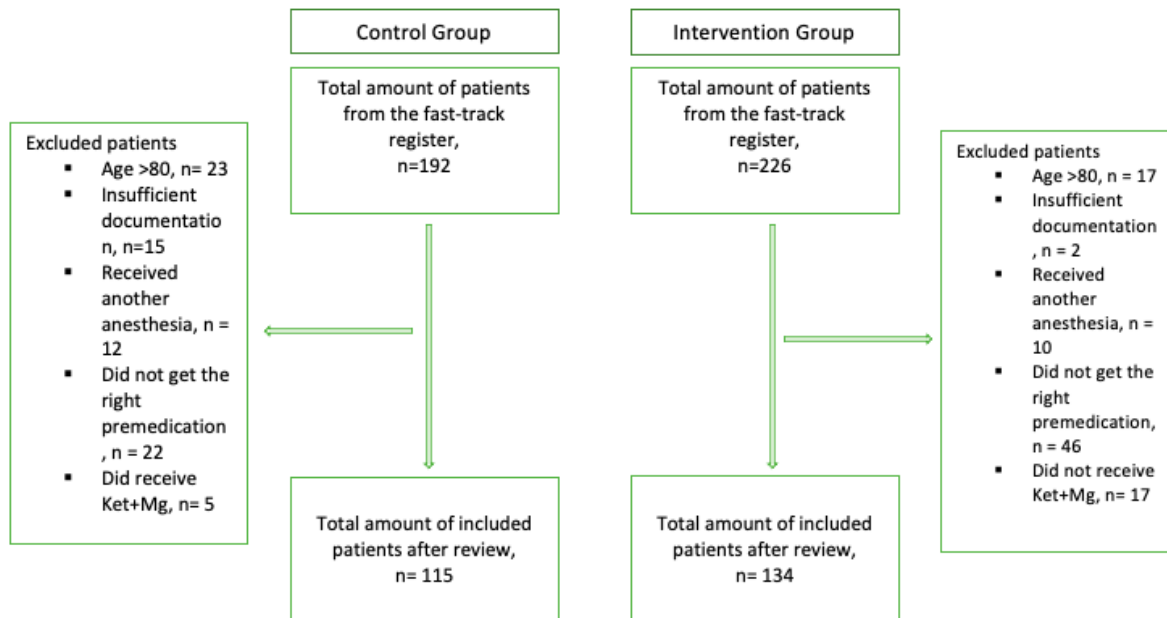 Control Group
Total amount of patients
from the fast-track
register,
n=192
Excluded patients
▪ Age >80, n= 23
▪ Insufficient
documentatio
n, n=15
▪ Received
another
anesthesia, n =
12
▪ Did not get the
right
premedication
, n = 22
▪ Did receive
Ket+Mg, n= 5
Total amount of included
patients after review,
n= 115
Intervention Group
Total amount of patients
from the fast-track
register,
n=226
Excluded patients
▪ Age >80, n = 17
▪ Insufficient
documentation
, n = 2
▪ Received
another
anesthesia, n =
10
▪ Did not get the
right
premedication,
n = 46
▪ Did not receive
Ket+Mg, n= 17
Total amount of included
patients after review,
n= 134